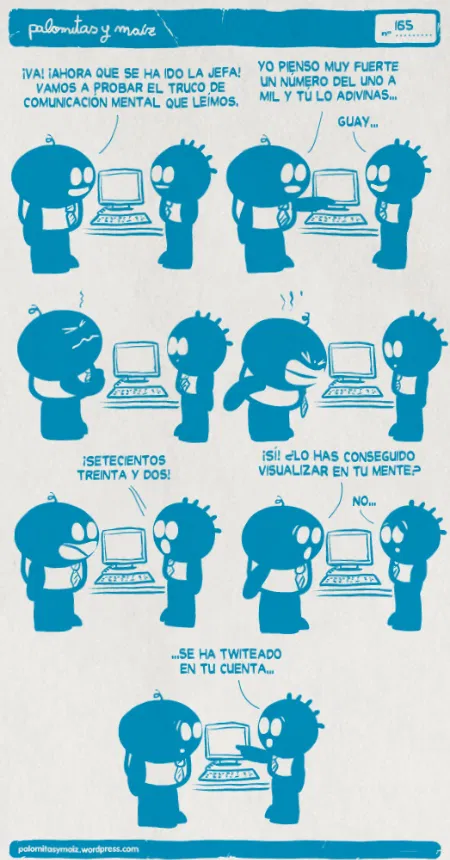 palomitas y maíz
nº 165
¡VA! ¡AHORA QUE SE HA IDO LA JEFA!
VAMOS A PROBAR EL TRUCO DE
COMUNICACIÓN MENTAL QUE LEÍMOS.
YO PIENSO MUY FUERTE
UN NÚMERO DEL UNO A
MIL Y TÚ LO ADIVINAS...
GUAY...
¡SETECIENTOS
TREINTA Y DOS!
¡SÍ! ¿LO HAS CONSEGUIDO
VISUALIZAR EN TU MENTE?
NO...
...SE HA TWITEADO
EN TU CUENTA...
palomitasymaiz.wordpress.com